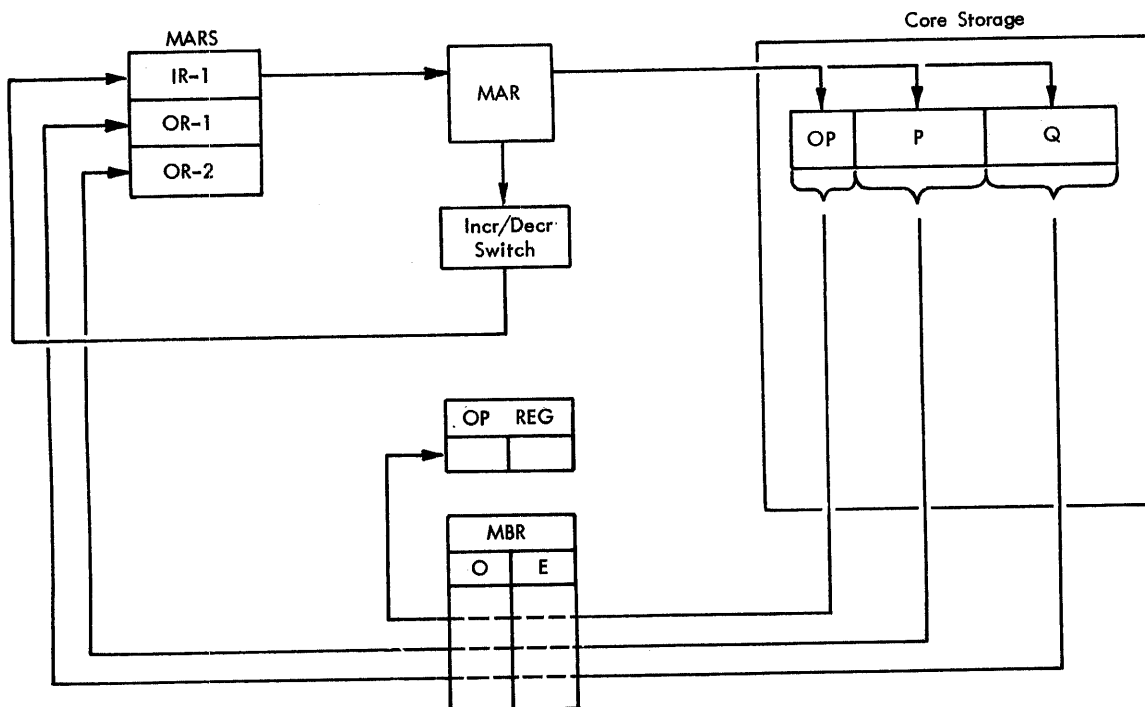 Core Storage
MARS
IR-1
OR-1
OR-2
MAR
OP P Q
Incr/Decr
Switch
OP REG
MBR
O E